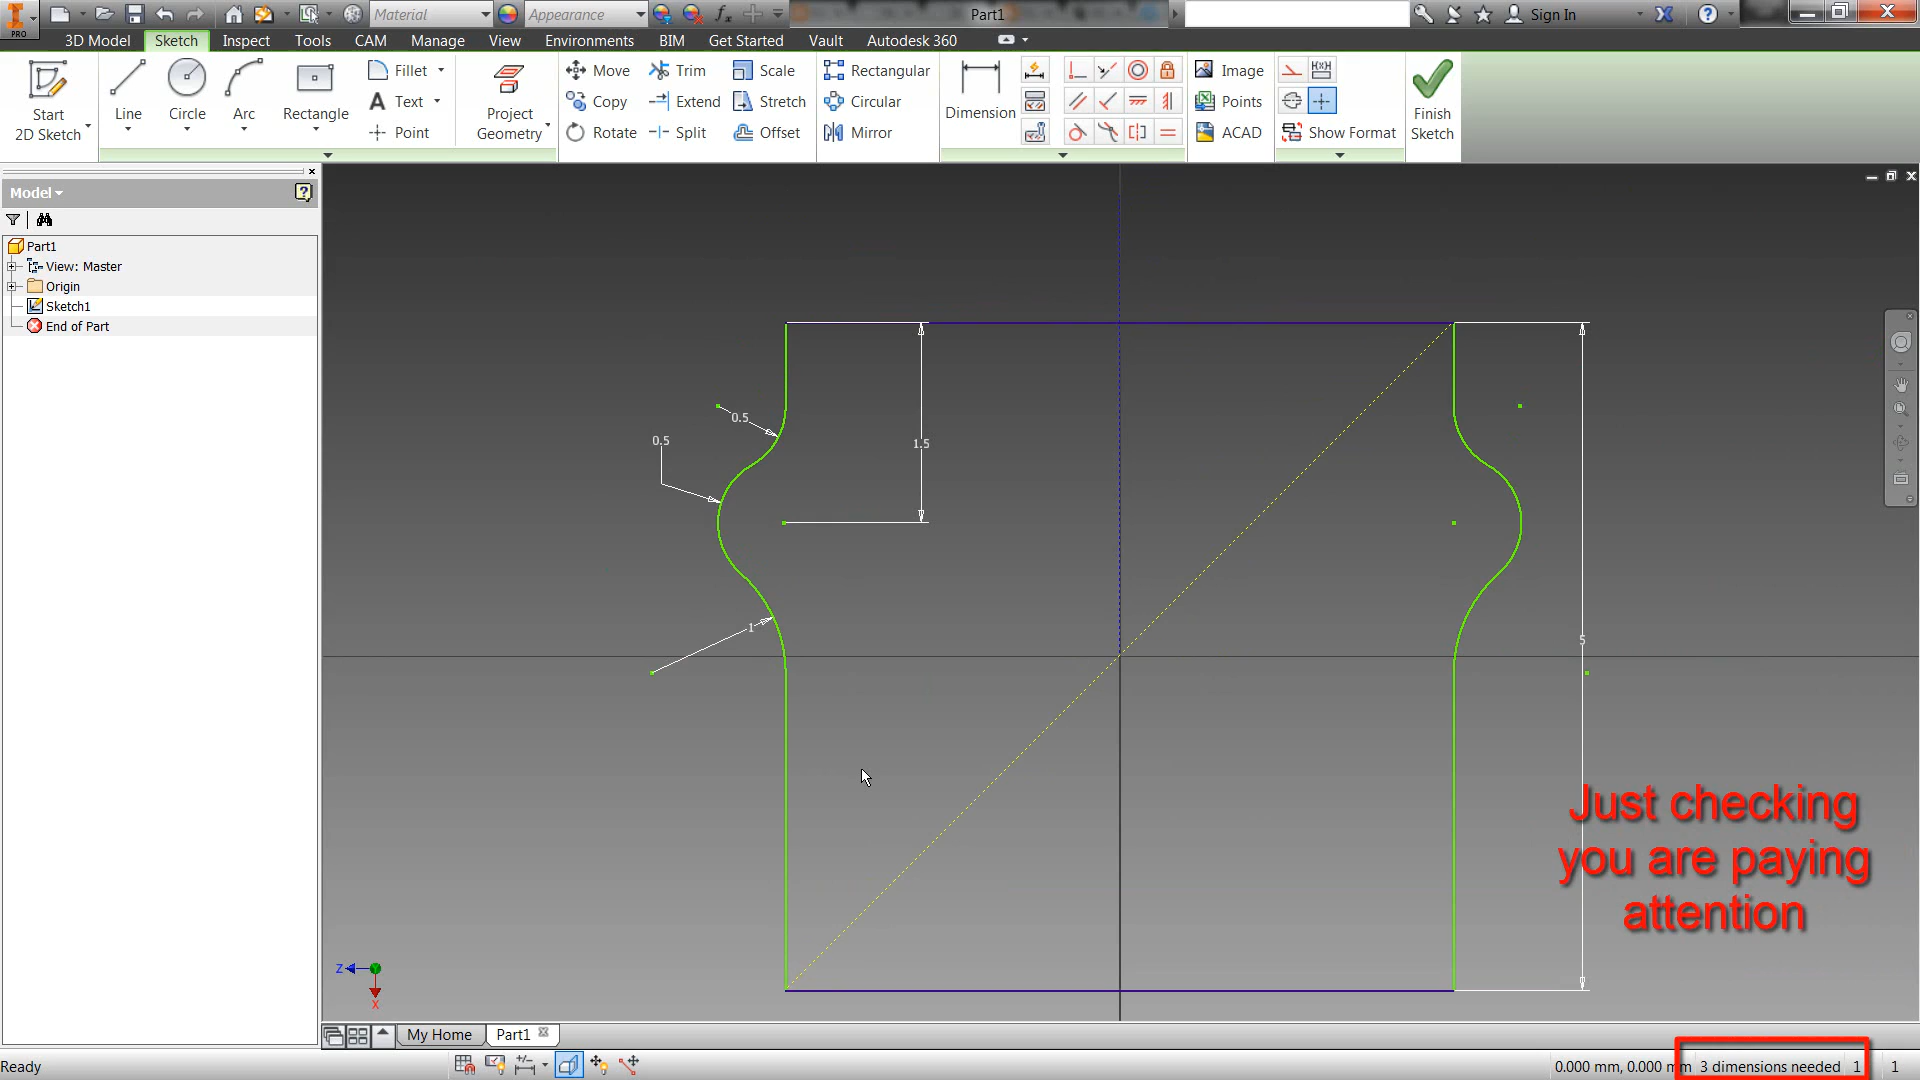 Material
Appearance
Part1
Sign In
PRO
3D Model
Sketch
Inspect
Tools
CAM
Manage
View
Environments
BIM
Get Started
Vault
Autodesk 360
Start
2D Sketch
Line
Circle
Arc
Rectangle
Fillet
Text
Point
Project
Geometry
Move
Copy
Rotate
Trim
Extend
Split
Scale
Stretch
Offset
Rectangular
Circular
Mirror
Dimension
Image
Points
ACAD
Show Format
Finish
Sketch
Model
Part1
View: Master
Origin
Sketch1
End of Part
0.5
0.5
1.5
1
5
Just checking
you are paying
attention
Z
X
My Home
Part1
Ready
0.000 mm, 0.000 mm
3 dimensions needed
1
1